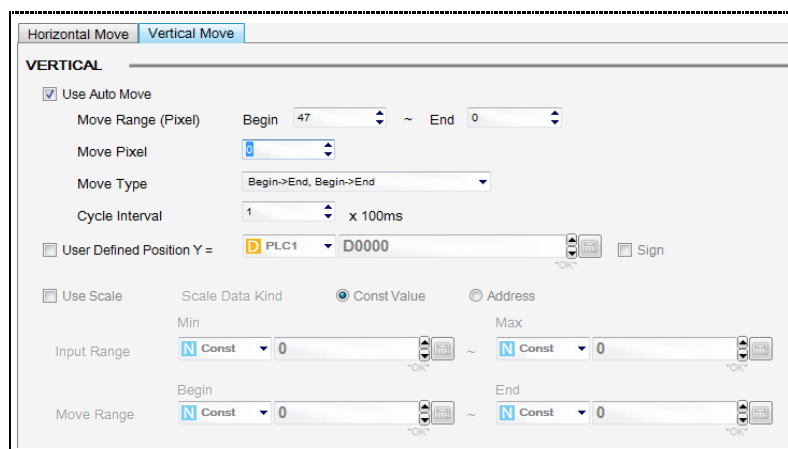 Horizontal Move Vertical Move
VERTICAL
Use Auto Move
Move Range (Pixel) Begin 47 ~ End 0
Move Pixel 0
Move Type Begin->End, Begin->End
Cycle Interval 1 x 100ms
User Defined Position Y = D PLC1 D0000 Sign
*OK*
Use Scale Scale Data Kind Const Value Address
Min Max
Input Range N Const 0 ~ N Const 0
*OK* *OK*
Begin End
Move Range N Const 0 ~ N Const 0
*OK* *OK*